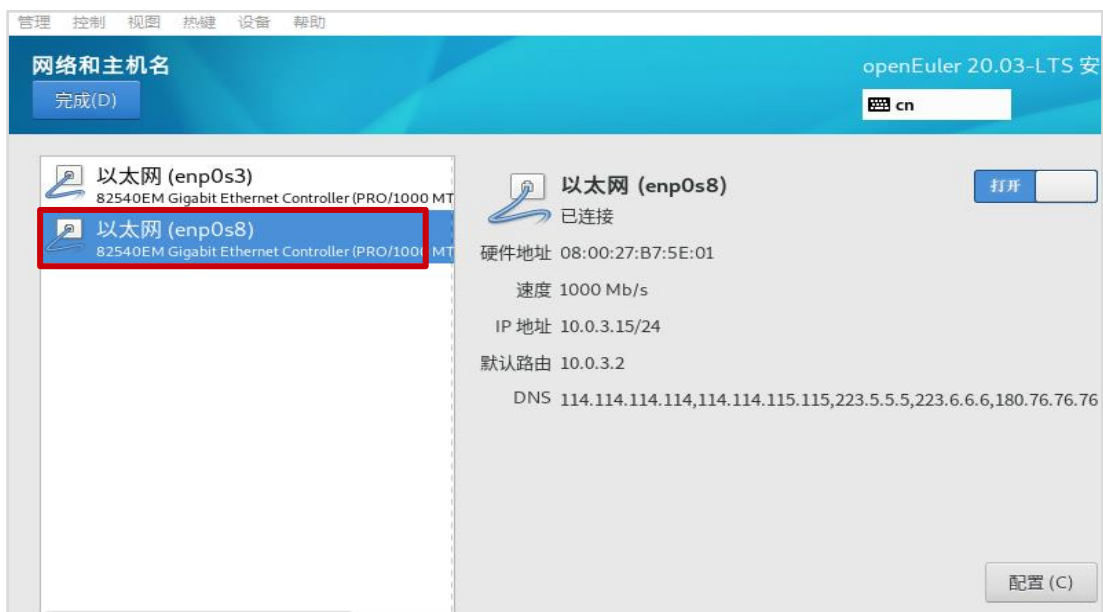 管理 控制 视图 热键 设备 帮助
网络和主机名
openEuler 20.03-LTS 安
完成(D)
cn
以太网 (enp0s3)
82540EM Gigabit Ethernet Controller (PRO/1000 MT
以太网 (enp0s8)
82540EM Gigabit Ethernet Controller (PRO/1000 MT
以太网 (enp0s8)
已连接
打开
硬件地址 08:00:27:B7:5E:01
速度 1000 Mb/s
IP 地址 10.0.3.15/24
默认路由 10.0.3.2
DNS 114.114.114.114,114.114.115.115,223.5.5.5,223.6.6.6,180.76.76.76
配置 (C)